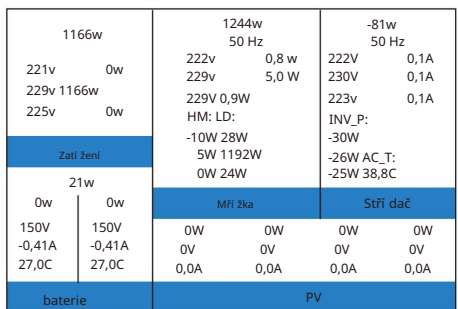 1166w
221v 0w
229v 1166w
225v 0w
Zatí žení
1244w
50 Hz
222v 0,8 w
229v 5,0 W
229V 0,9W
HM: LD:
-10W 28W
5W 1192W
0W 24W
Mří žka
-81w
50 Hz
222V 0,1A
230V 0,1A
223v 0,1A
INV_P:
-30W
-26W AC_T:
-25W 38,8C
Stří dač
21w
0w 0w
150V 150V
-0,41A -0,41A
27,0C 27,0C
baterie
0W 0W 0W 0W
0V 0V 0V 0V
0,0A 0,0A 0,0A 0,0A
PV